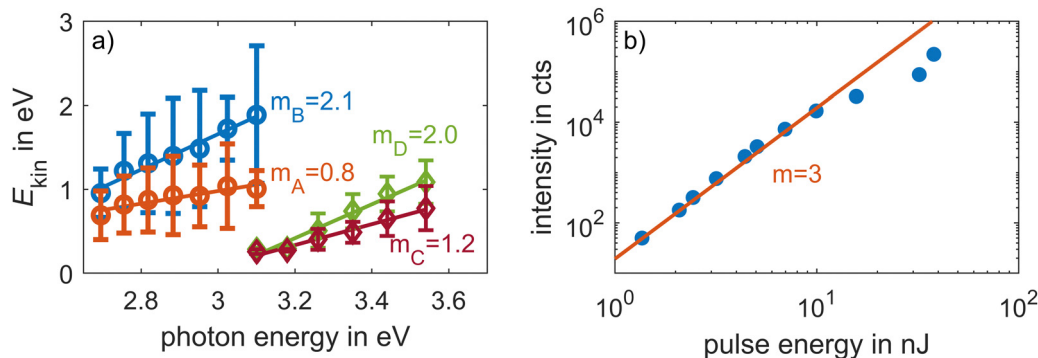 a)
3
2
1
0
E_kin in eV
m_B=2.1
m_A=0.8
m_D=2.0
m_C=1.2
2.8 3 3.2 3.4 3.6
photon energy in eV
b)
10^6
10^4
10^2
intensity in cts
m=3
10^0 10^1 10^2
pulse energy in nJ